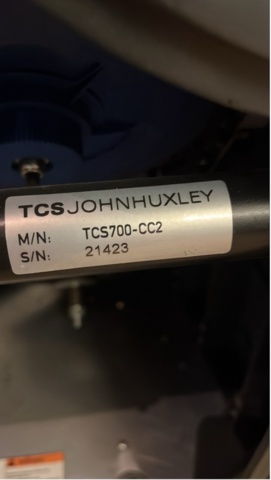 TCSJOHNHUXLEY
M/N: TCS700-CC2
S/N: 21423